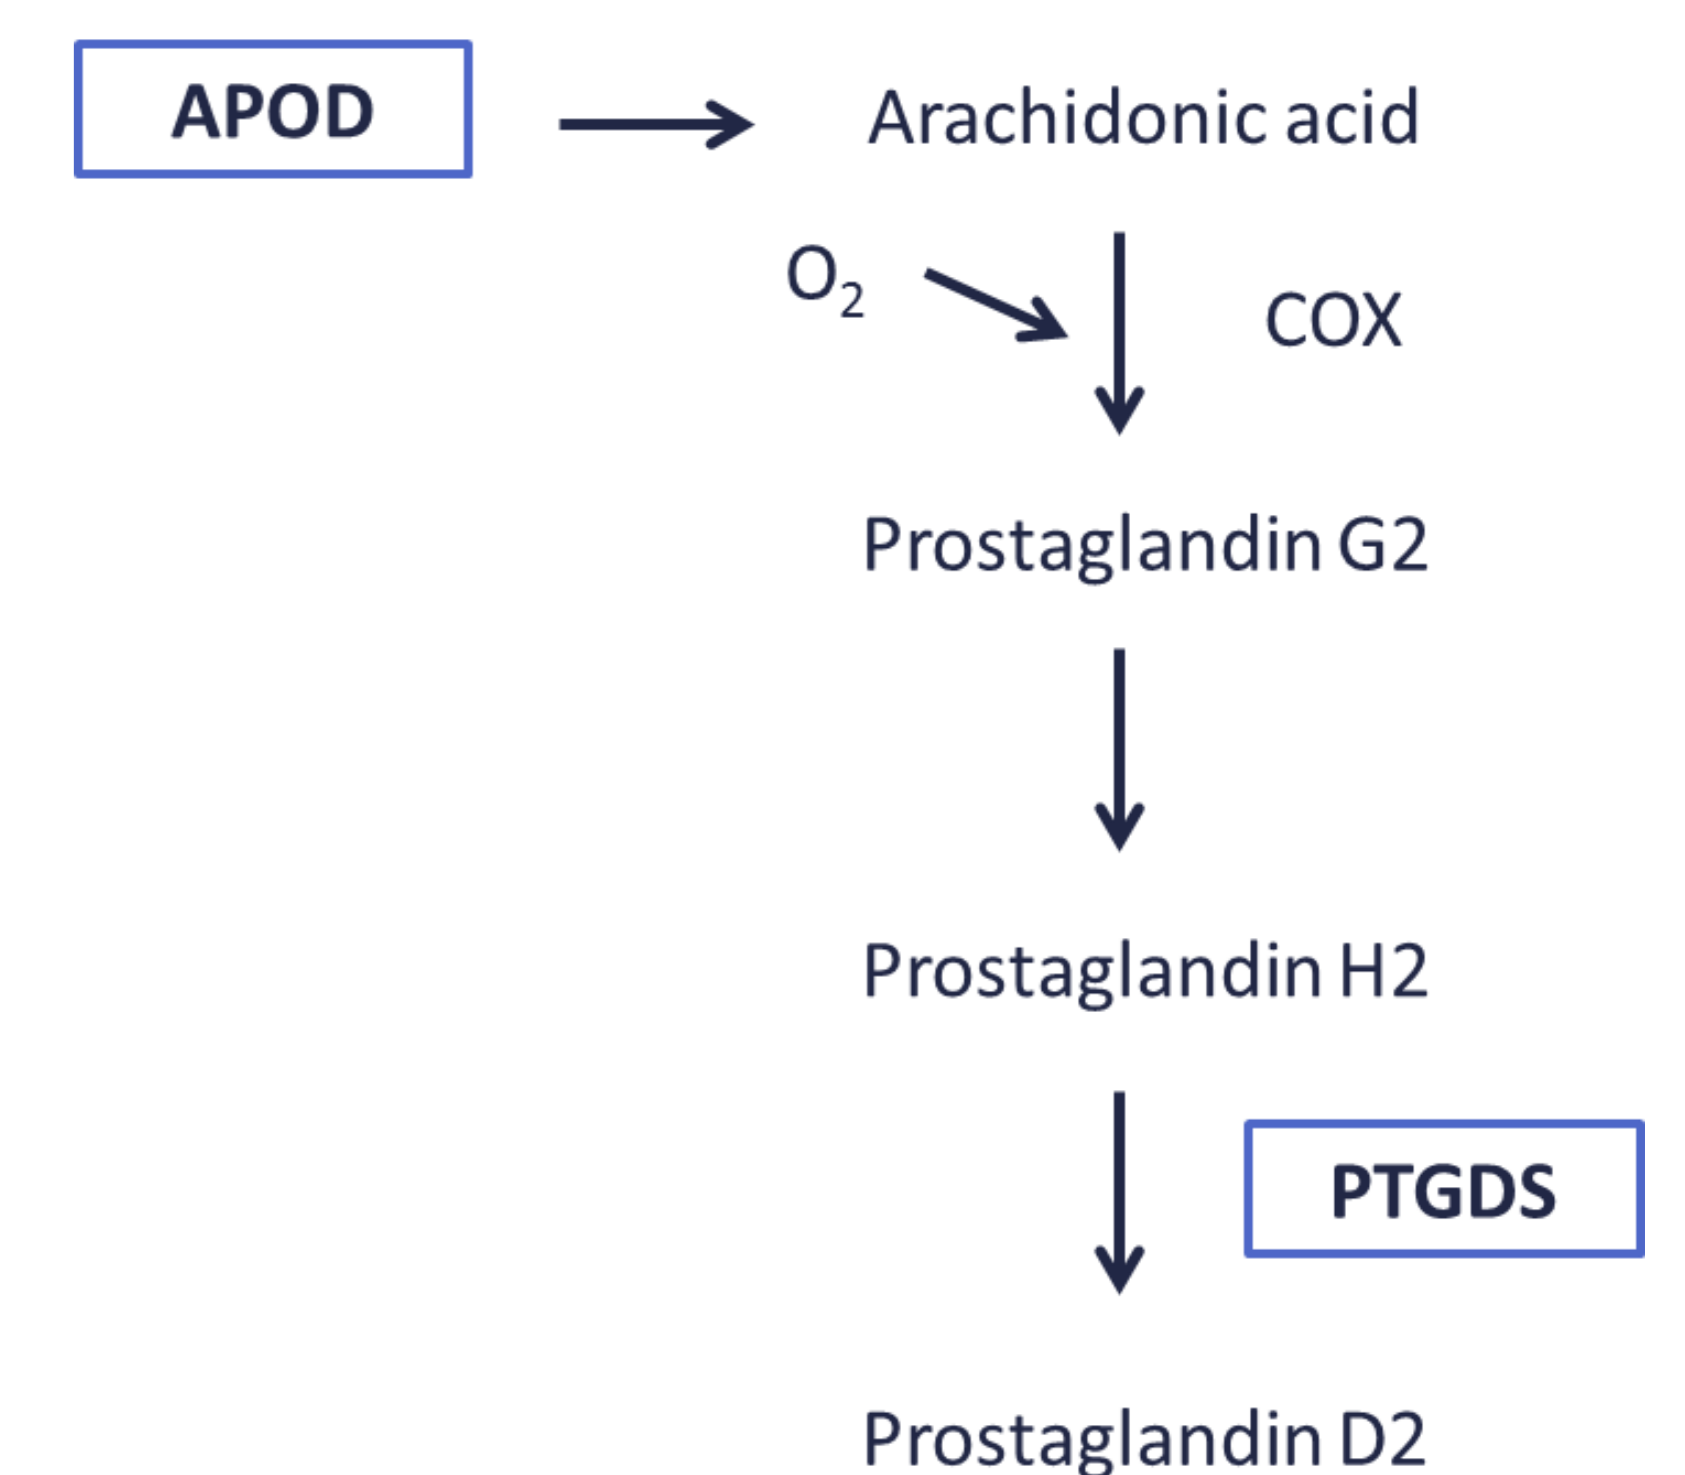 APOD
Arachidonic acid
O2
COX
Prostaglandin G2
Prostaglandin H2
PTGDS
Prostaglandin D2